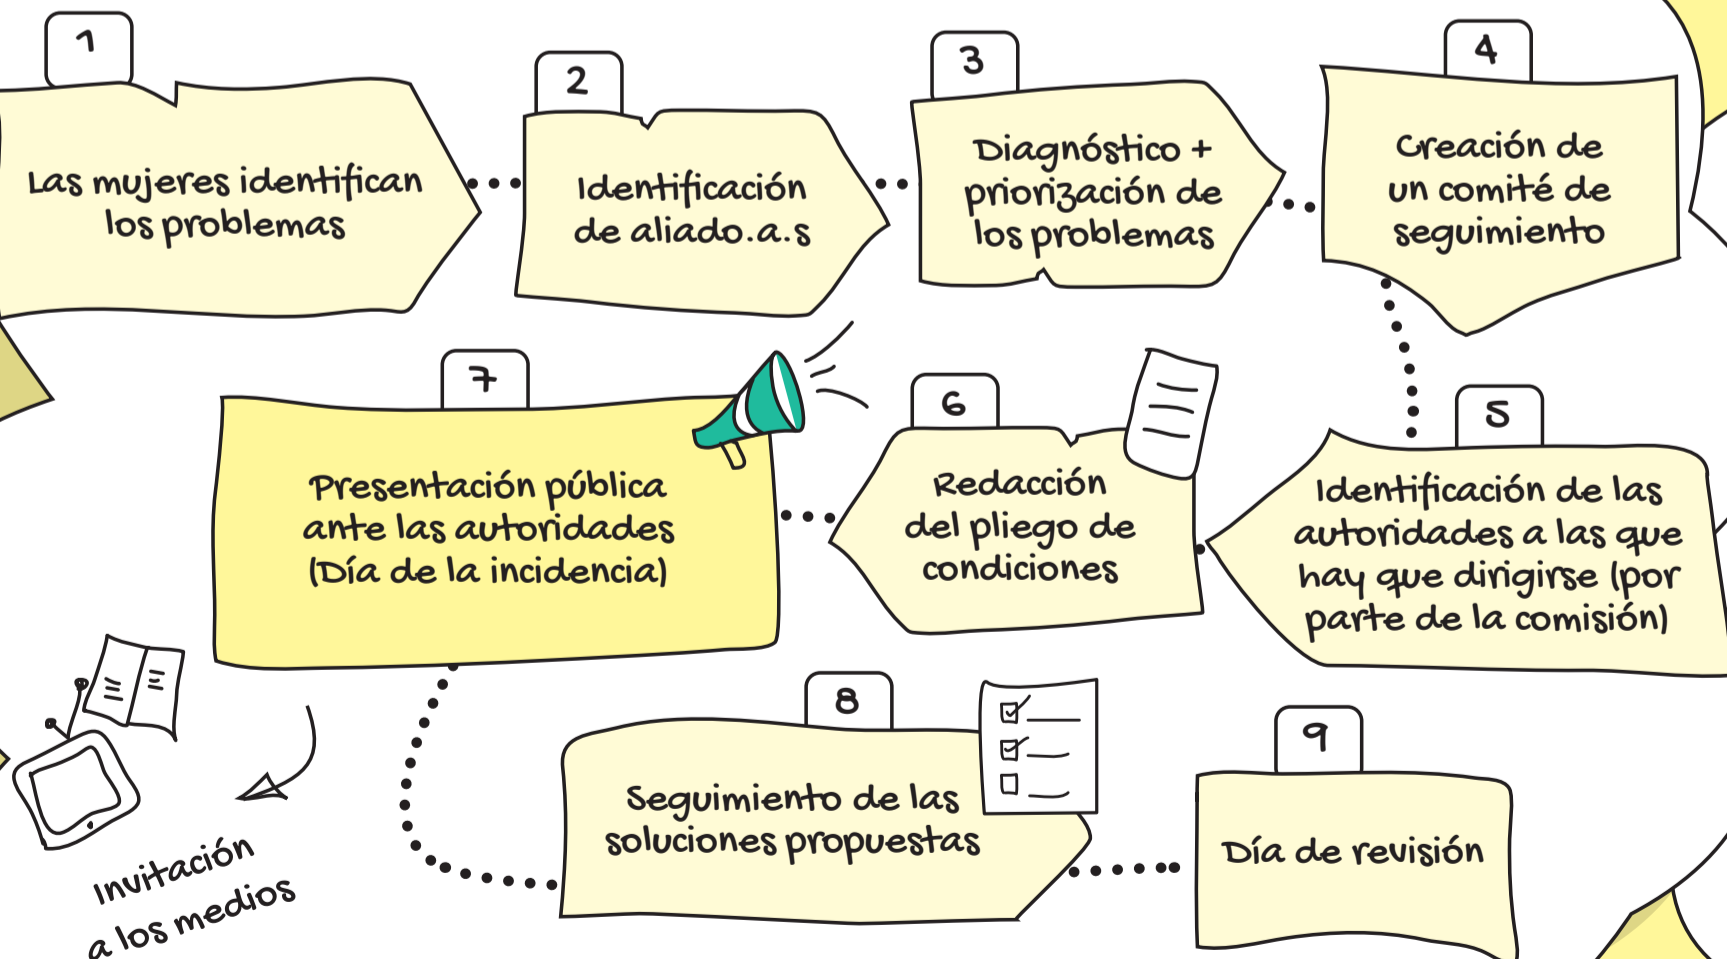 1
Las mujeres identifican
los problemas
2
Identificación
de aliado.a.s
3
Diagnóstico +
priorización de
los problemas
4
Creación de
un comité de
seguimiento
5
Identificación de las
autoridades a las que
hay que dirigirse (por
parte de la comisión)
6
Redacción
del pliego de
condiciones
7
Presentación pública
ante las autoridades
(Día de la incidencia)
Invitación
a los medios
8
Seguimiento de las
soluciones propuestas
9
Día de revisión